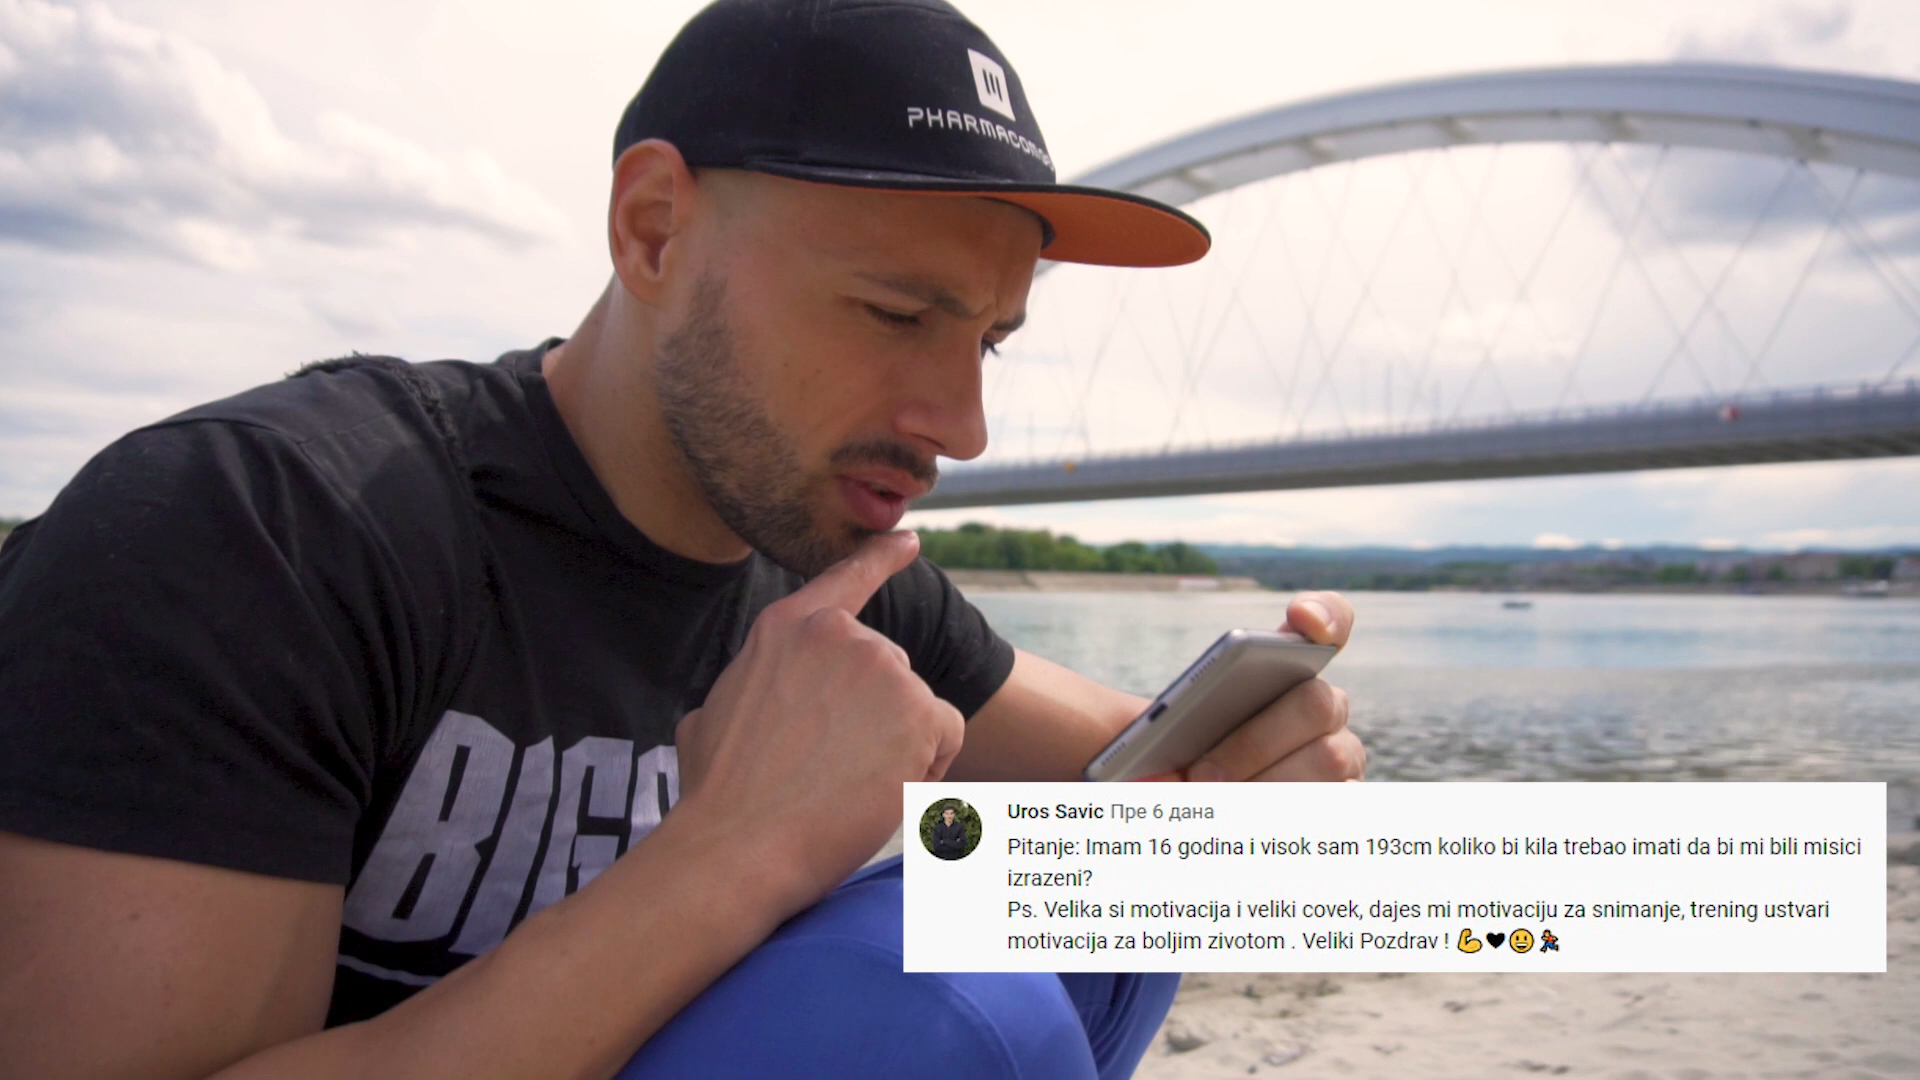 Uros Savic Пре 6 дана
Pitanje: Imam 16 godina i visok sam 193cm koliko bi kila trebao imati da bi mi bili misici
izrazeni?
Ps. Velika si motivacija i veliki covek, dajes mi motivaciju za snimanje, trening ustvari
motivacija za boljim zivotom . Veliki Pozdrav ! 💪🖤😃🏃